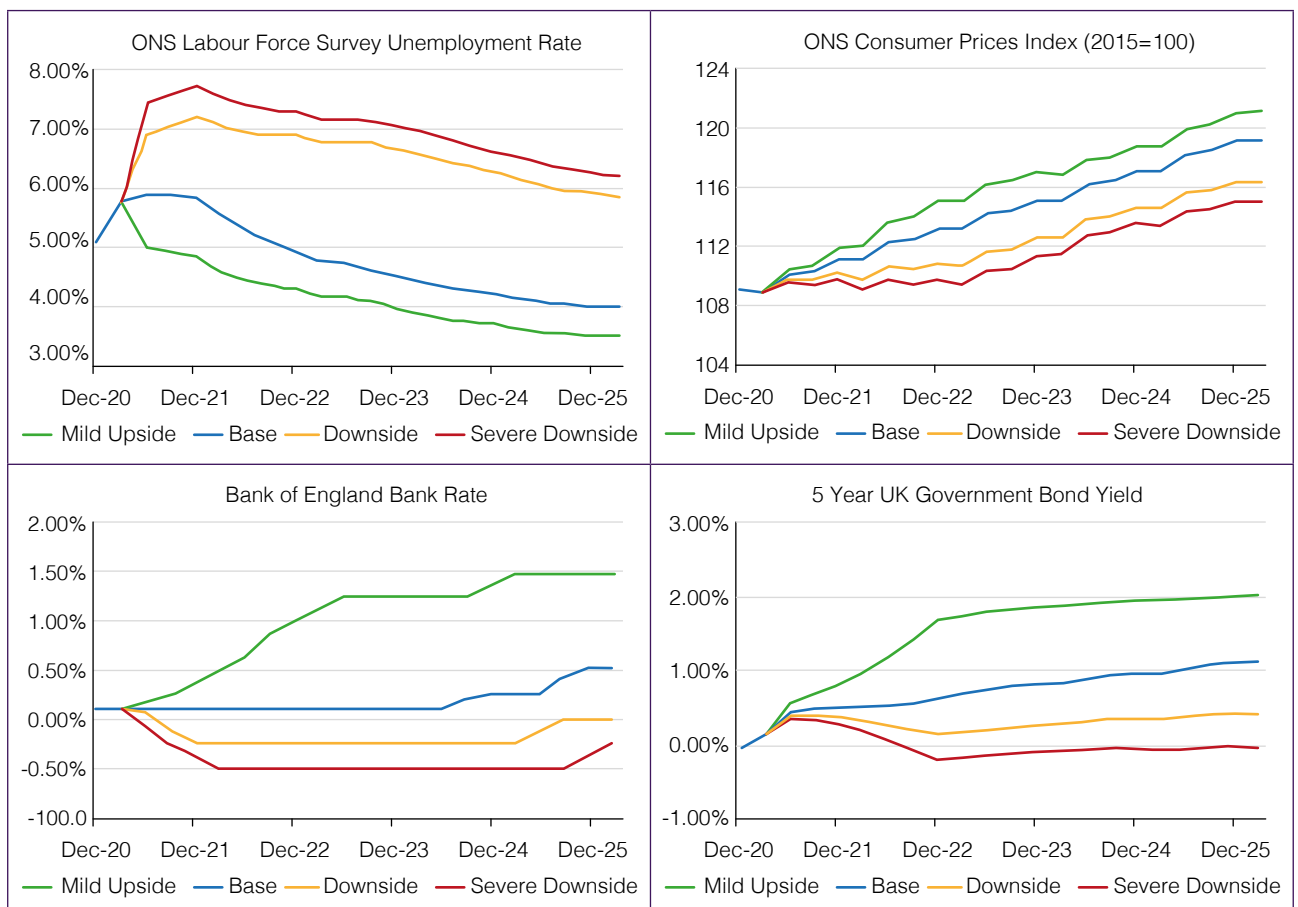 ONS Labour Force Survey Unemployment Rate
8.00%
7.00%
6.00%
5.00%
4.00%
3.00%
Dec-20 Dec-21 Dec-22 Dec-23 Dec-24 Dec-25
Mild Upside Base Downside Severe Downside
ONS Consumer Prices Index (2015=100)
124
120
116
112
108
104
Dec-20 Dec-21 Dec-22 Dec-23 Dec-24 Dec-25
Mild Upside Base Downside Severe Downside
Bank of England Bank Rate
2.00%
1.50%
1.00%
0.50%
0.00%
-0.50%
-100.0
Dec-20 Dec-21 Dec-22 Dec-23 Dec-24 Dec-25
Mild Upside Base Downside Severe Downside
5 Year UK Government Bond Yield
3.00%
2.00%
1.00%
0.00%
-1.00%
Dec-20 Dec-21 Dec-22 Dec-23 Dec-24 Dec-25
Mild Upside Base Downside Severe Downside